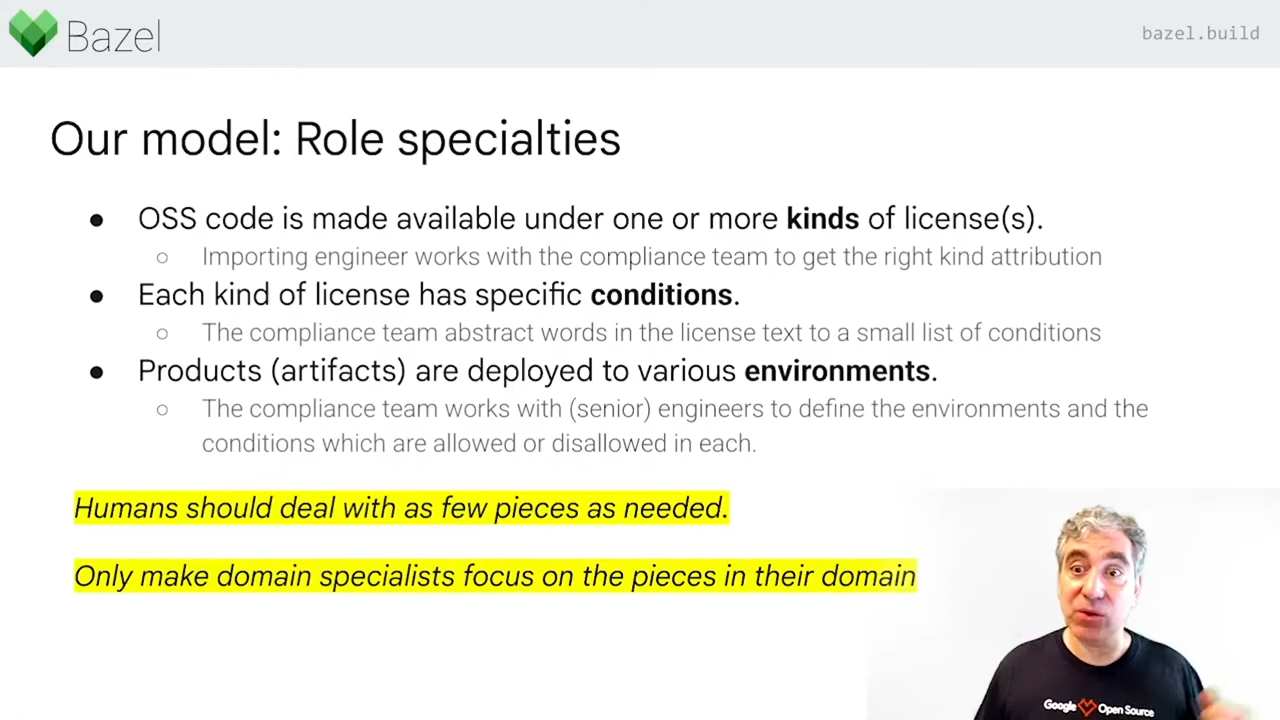 Bazel
bazel.build
Our model: Role specialties
● OSS code is made available under one or more kinds of license(s).
○ Importing engineer works with the compliance team to get the right kind attribution
● Each kind of license has specific conditions.
○ The compliance team abstract words in the license text to a small list of conditions
● Products (artifacts) are deployed to various environments.
○ The compliance team works with (senior) engineers to define the environments and the
conditions which are allowed or disallowed in each.
Humans should deal with as few pieces as needed.
Only make domain specialists focus on the pieces in their domain
Google Open Source